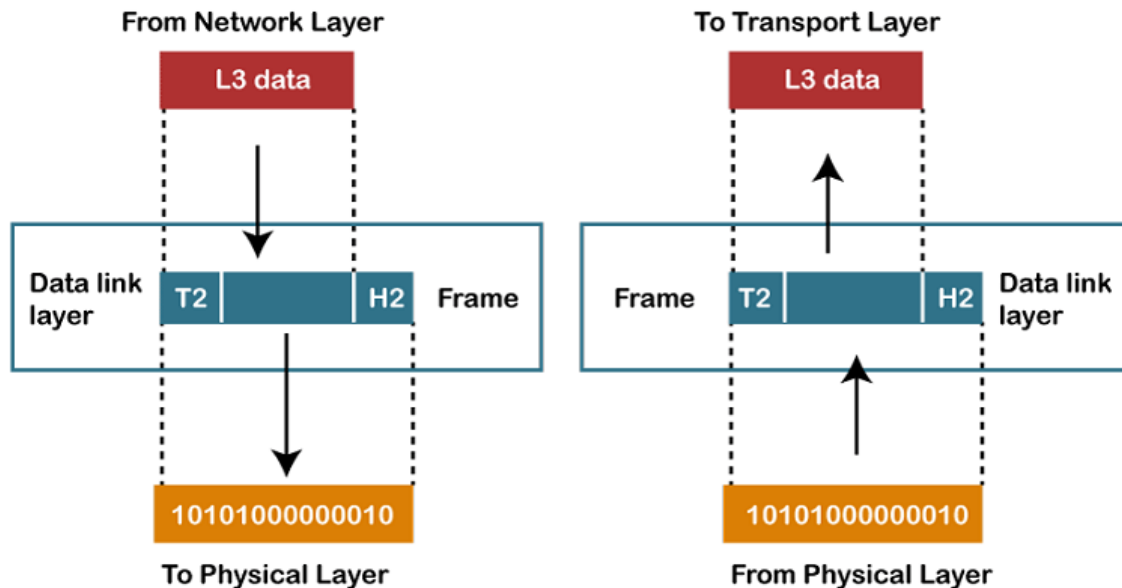 From Network Layer
L3 data
Data link
layer
T2
H2
Frame
10101000000010
To Physical Layer
To Transport Layer
L3 data
Frame
T2
H2
Data link
layer
10101000000010
From Physical Layer